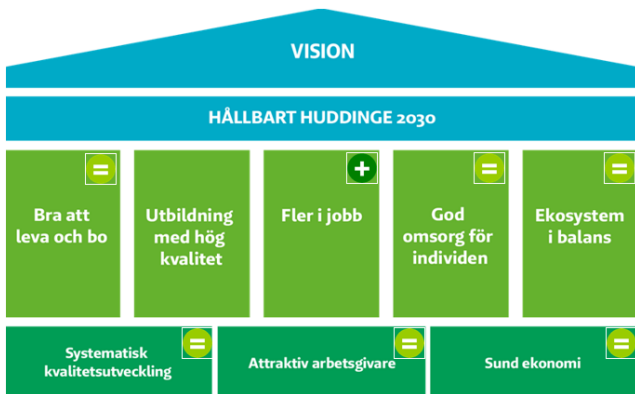 VISION
HÅLLBART HUDDINGE 2030
=
+
=
=
Bra att
leva och bo
Utbildning
med hög
kvalitet
Fler i jobb
God
omsorg för
individen
Ekosystem
i balans
=
=
=
Systematisk
kvalitetsutveckling
Attraktiv arbetsgivare
Sund ekonomi